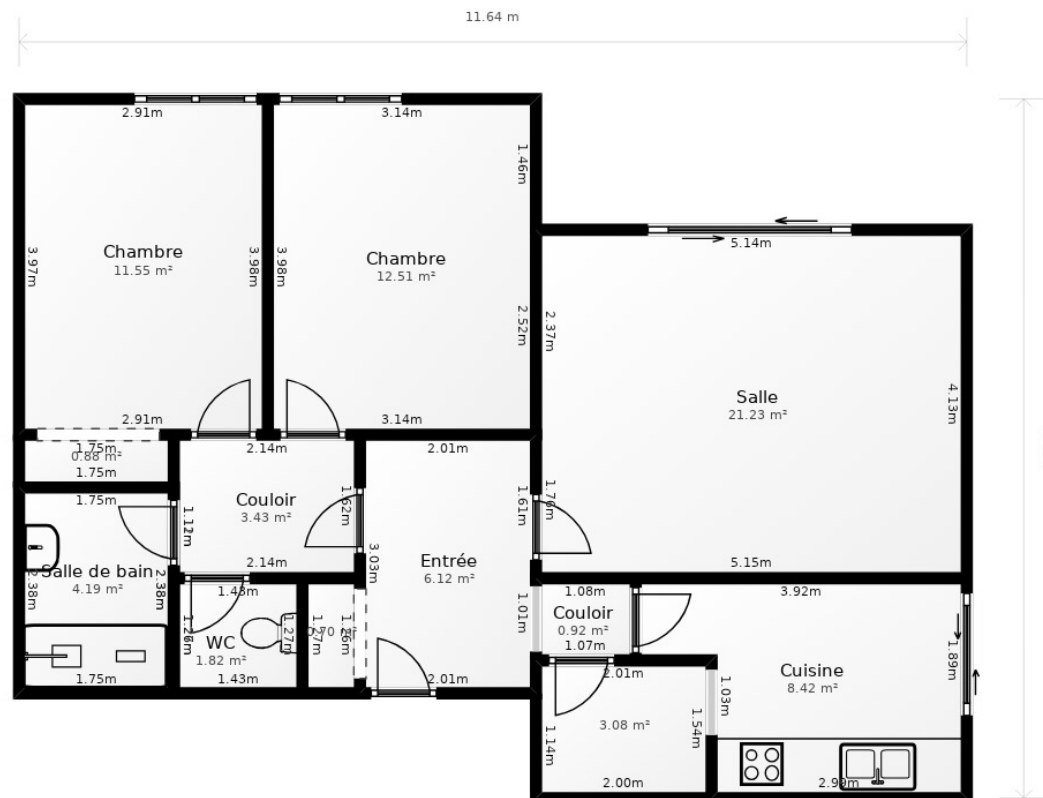 11.64 m
2.91m
3.14m
1.46m
Chambre
11.55 m²
3.97m
3.98m
3.98m
Chambre
12.51 m²
2.52m
2.91m
3.14m
5.14m
2.37m
Salle
21.23 m²
4.13m
1.76m
5.15m
1.75m
0.88 m²
1.75m
2.14m
2.01m
1.75m
Couloir
3.43 m²
1.12m
1.62m
1.61m
2.14m
Salle de bain
4.19 m²
2.38m
2.38m
1.75m
3.03m
Entrée
6.12 m²
1.01m
2.01m
1.43m
WC
1.82 m²
1.26m
1.27m
1.43m
1.27m
0.70 m²
1.26m
1.08m
Couloir
0.92 m²
1.07m
3.92m
Cuisine
8.42 m²
1.89m
2.01m
3.08 m²
1.14m
1.54m
1.03m
2.00m
2.99m